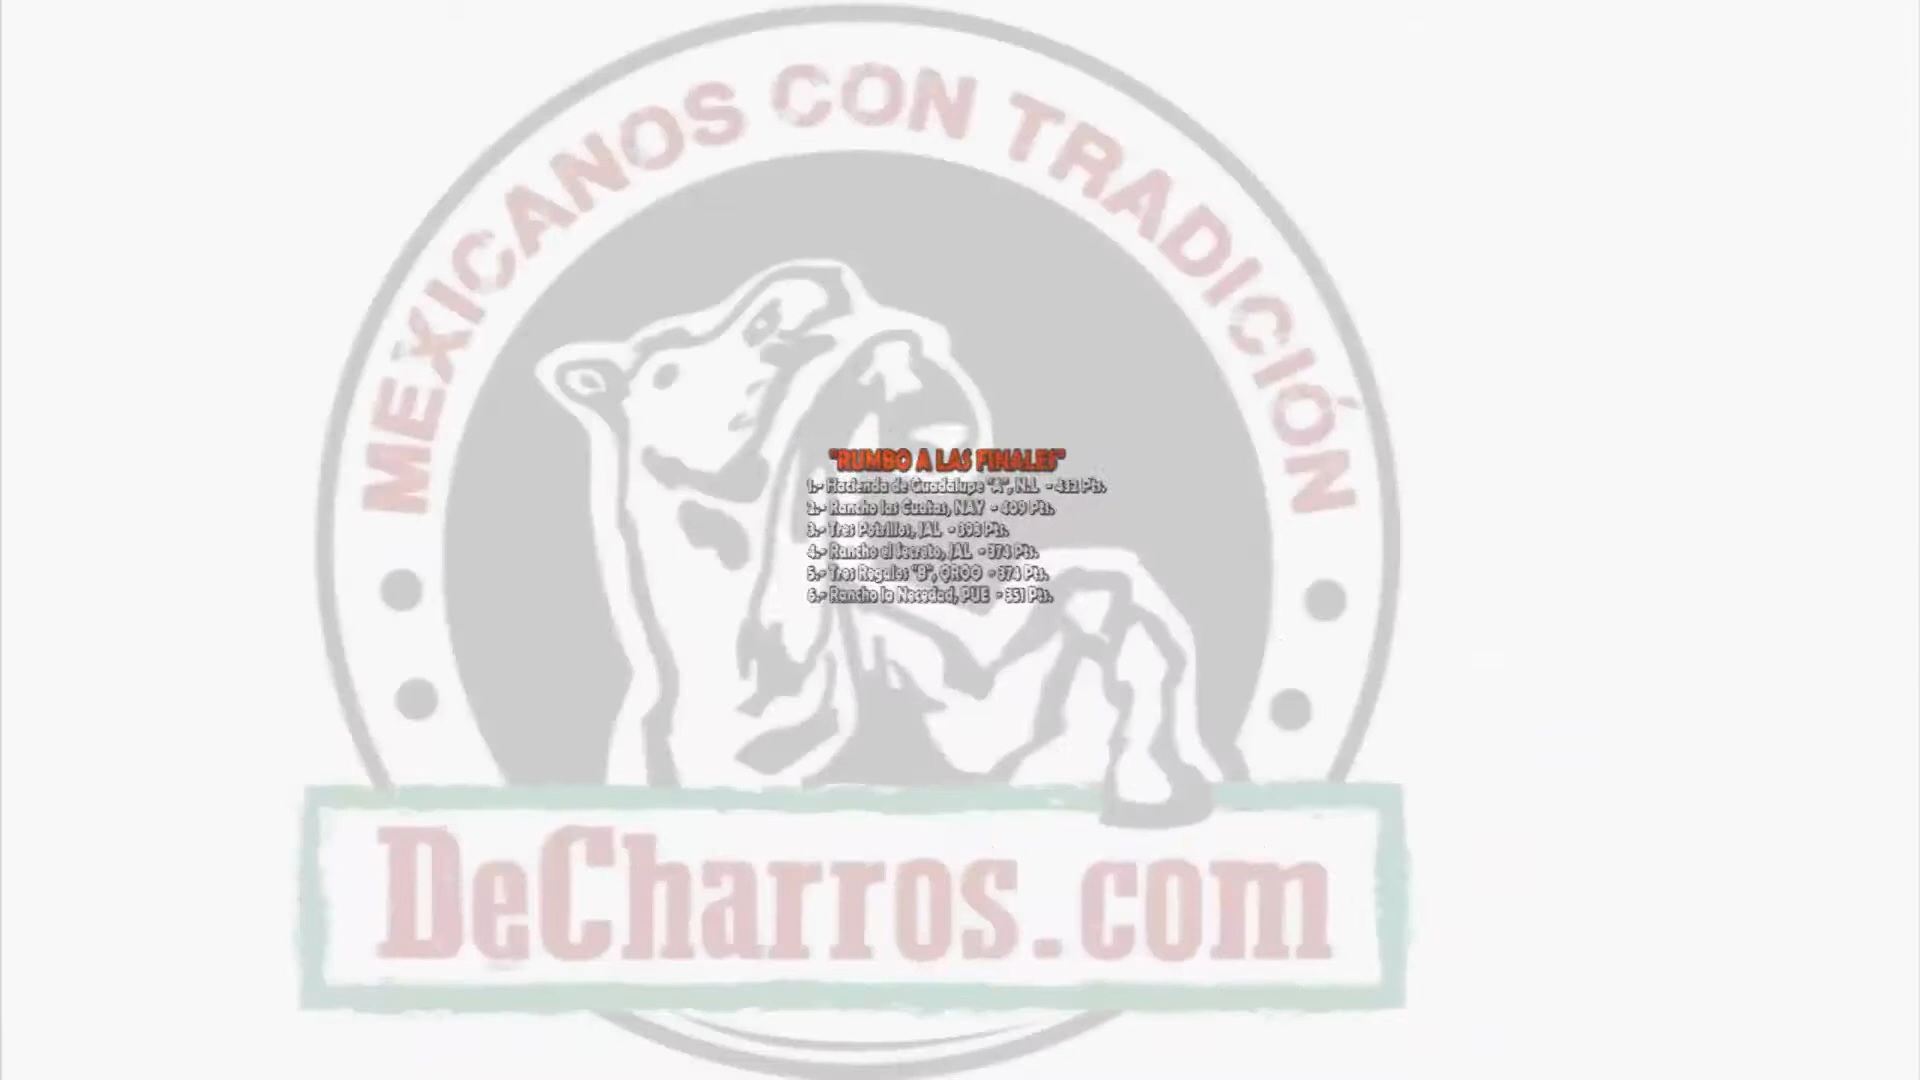 MEXICANOS CON TRADICIÓN
"RUMBO A LAS FINALES"
1.- Hacienda de Guadalupe "A", N.L - 432 Pts.
2.- Rancho las Cuatas, NAY - 409 Pts.
3.- Tres Potrillos, JAL - 398 Pts.
4.- Rancho el Secreto, JAL - 374 Pts.
5.- Tres Regalos "B", QROO - 374 Pts.
6.- Rancho la Necedad, PUE - 351 Pts.
DeCharros.com